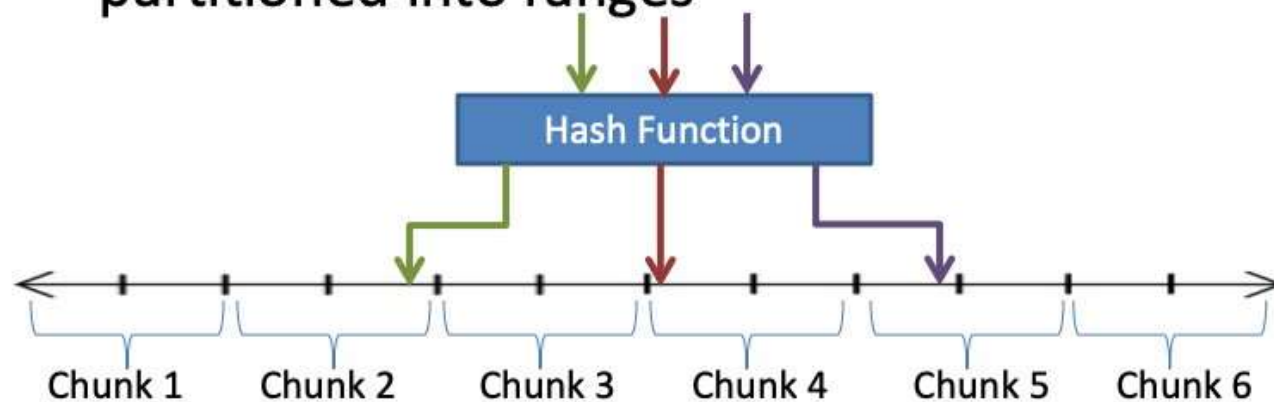 partitioned into ranges
Hash Function
Chunk 1 Chunk 2 Chunk 3 Chunk 4 Chunk 5 Chunk 6